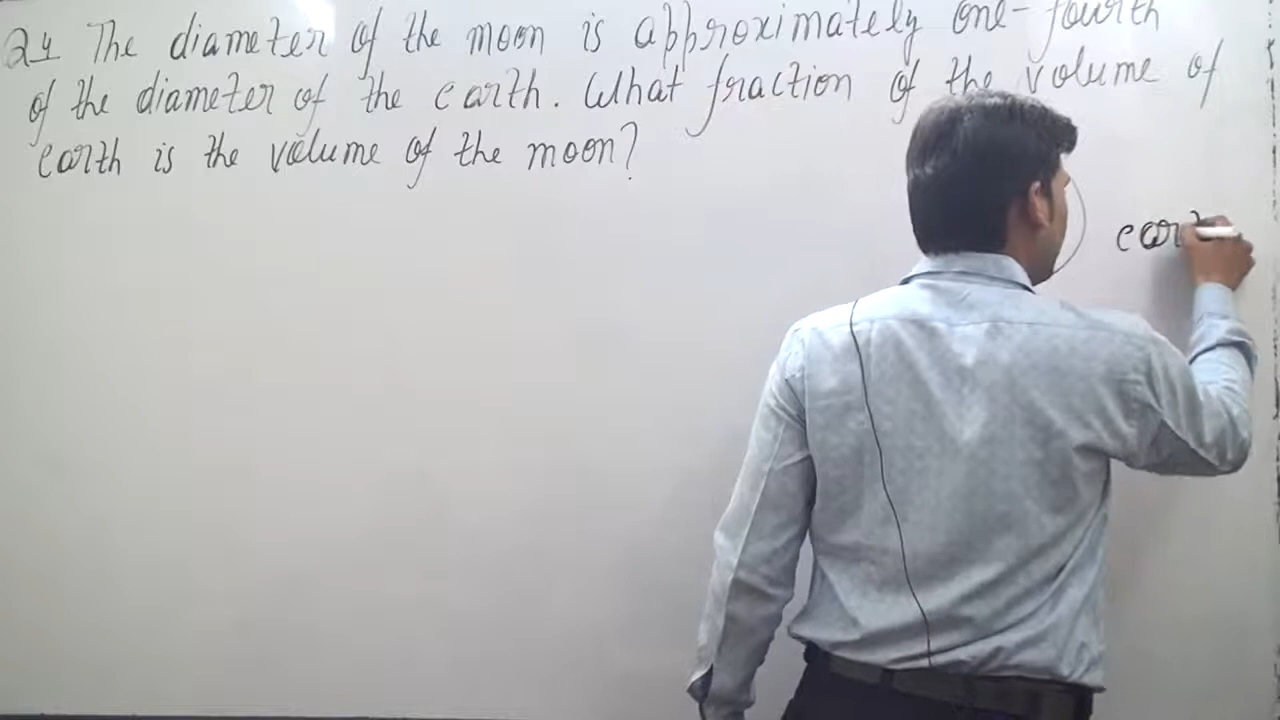 Q4 The diameter of the moon is approximately one-fourth
of the diameter of the earth. What fraction of the volume of
earth is the volume of the moon?
eart